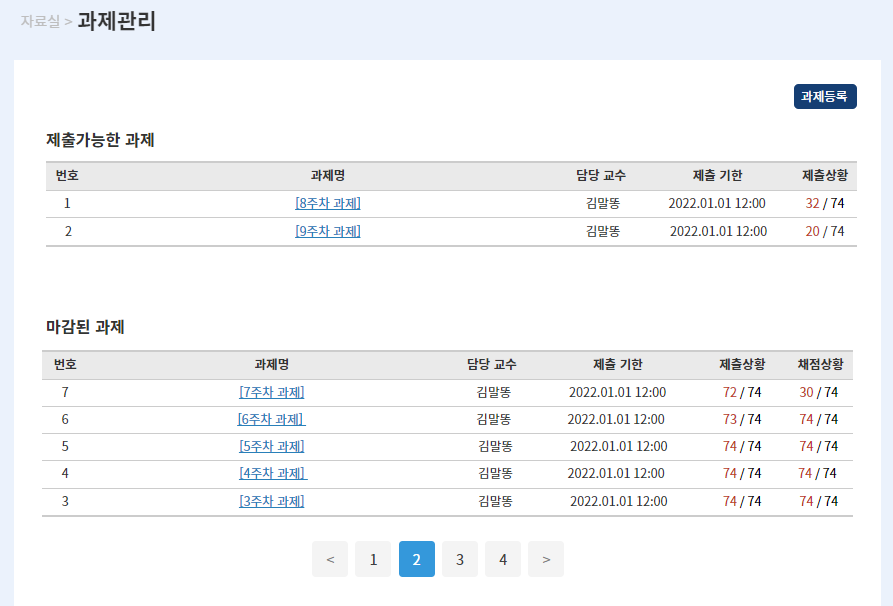 자료실 > 과제관리
과제등록
제출가능한 과제
번호 과제명 담당 교수 제출 기한 제출상황
1 [8주차 과제] 김말똥 2022.01.01 12:00 32 / 74
2 [9주차 과제] 김말똥 2022.01.01 12:00 20 / 74
마감된 과제
번호 과제명 담당 교수 제출 기한 제출상황 채점상황
7 [7주차 과제] 김말똥 2022.01.01 12:00 72 / 74 30 / 74
6 [6주차 과제] 김말똥 2022.01.01 12:00 73 / 74 74 / 74
5 [5주차 과제] 김말똥 2022.01.01 12:00 74 / 74 74 / 74
4 [4주차 과제] 김말똥 2022.01.01 12:00 74 / 74 74 / 74
3 [3주차 과제] 김말똥 2022.01.01 12:00 74 / 74 74 / 74
< 1 2 3 4 >